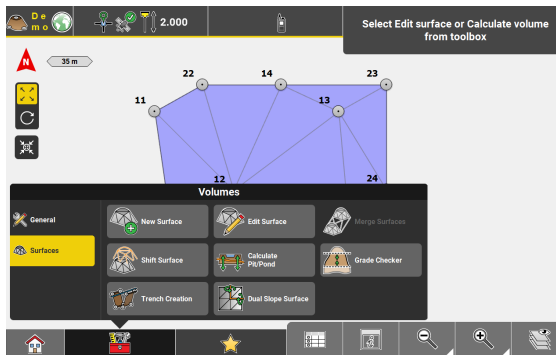 De
mo
2.000
Select Edit surface or Calculate volume
from toolbox
N
35 m
22
14
23
11
13
12
24
Volumes
General
New Surface
Edit Surface
Merge Surfaces
Surfaces
Shift Surface
Calculate
Pit/Pond
Grade Checker
Trench Creation
Dual Slope Surface